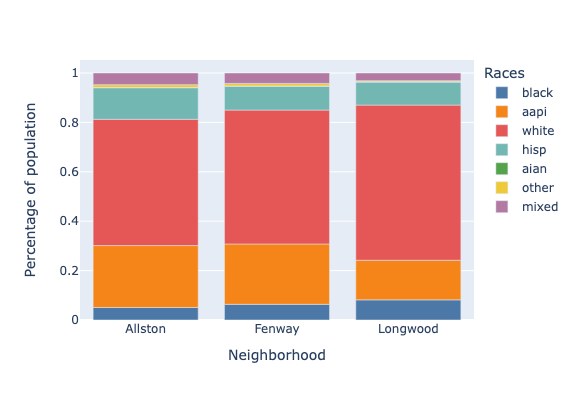 Races
black
aapi
white
hisp
aian
other
mixed
Percentage of population
1
0.8
0.6
0.4
0.2
0
Allston
Fenway
Longwood
Neighborhood